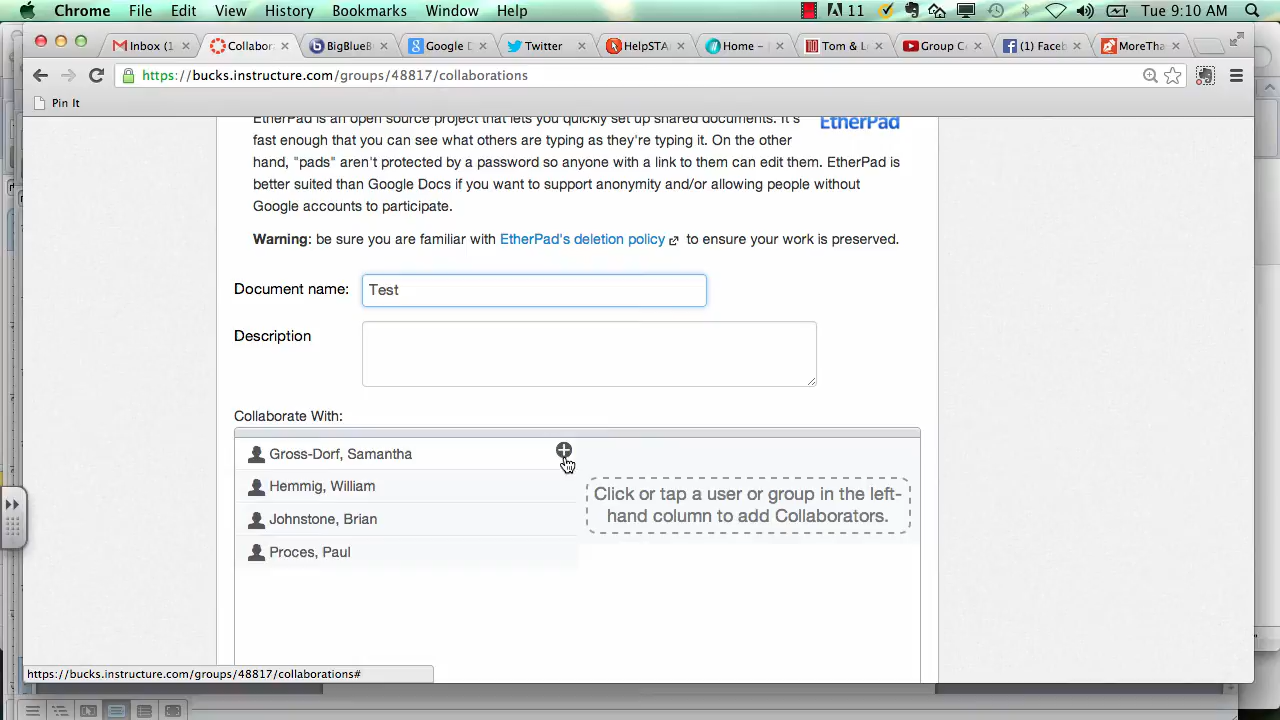 Chrome File Edit View History Bookmarks Window Help 11 Tue 9:10 AM
Inbox (1 Collabor BigBlueB Google D Twitter Help@TA Home – Tom & L Group C (1) Faceb MoreTha
https://bucks.instructure.com/groups/48817/collaborations
Pin It
EtherPad is an open source project that lets you quickly set up shared documents. It's
EtherPad
fast enough that you can see what others are typing as they're typing it. On the other
hand, "pads" aren't protected by a password so anyone with a link to them can edit them. EtherPad is
better suited than Google Docs if you want to support anonymity and/or allowing people without
Google accounts to participate.
Warning: be sure you are familiar with EtherPad's deletion policy to ensure your work is preserved.
Document name: Test
Description
Collaborate With:
Gross-Dorf, Samantha
Hemmig, William
Johnstone, Brian
Proces, Paul
Click or tap a user or group in the left-
hand column to add Collaborators.
https://bucks.instructure.com/groups/48817/collaborations#